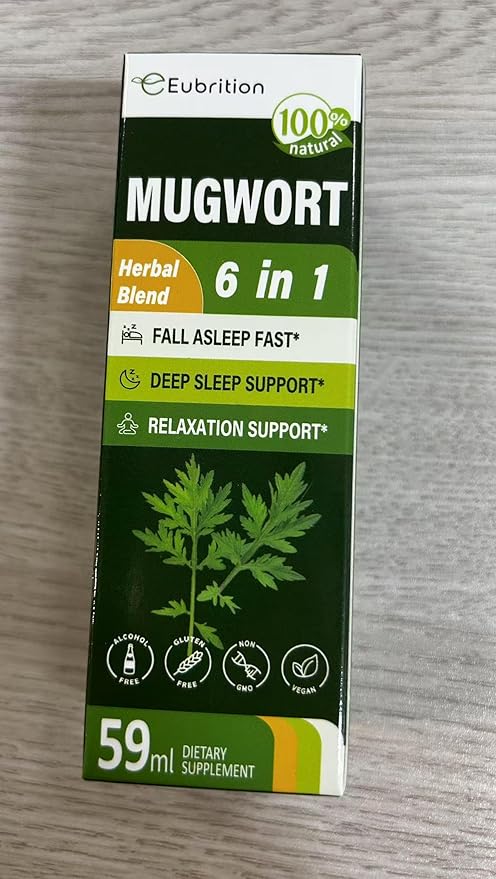 Eubrition
100%
natural
MUGWORT
Herbal
Blend
6 in 1
FALL ASLEEP FAST*
DEEP SLEEP SUPPORT*
RELAXATION SUPPORT*
ALCOHOL
FREE
GLUTEN
FREE
NON
GMO
VEGAN
59ml
DIETARY
SUPPLEMENT